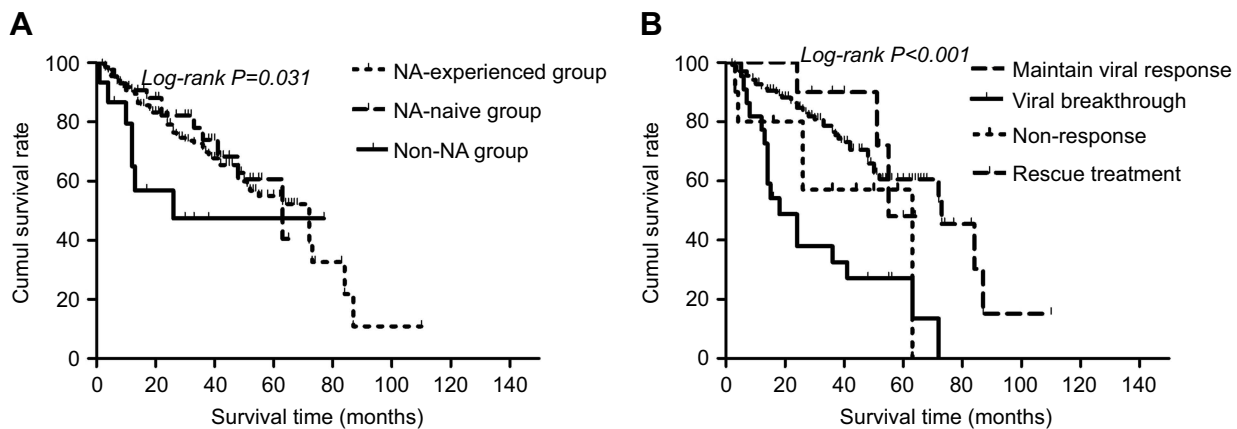 A
Log-rank P=0.031
NA-experienced group
NA-naive group
Non-NA group
Cumul survival rate
100
80
60
40
20
0
0 20 40 60 80 100 120 140
Survival time (months)
B
Log-rank P<0.001
Maintain viral response
Viral breakthrough
Non-response
Rescue treatment
Cumul survival rate
100
80
60
40
20
0
0 20 40 60 80 100 120 140
Survival time (months)